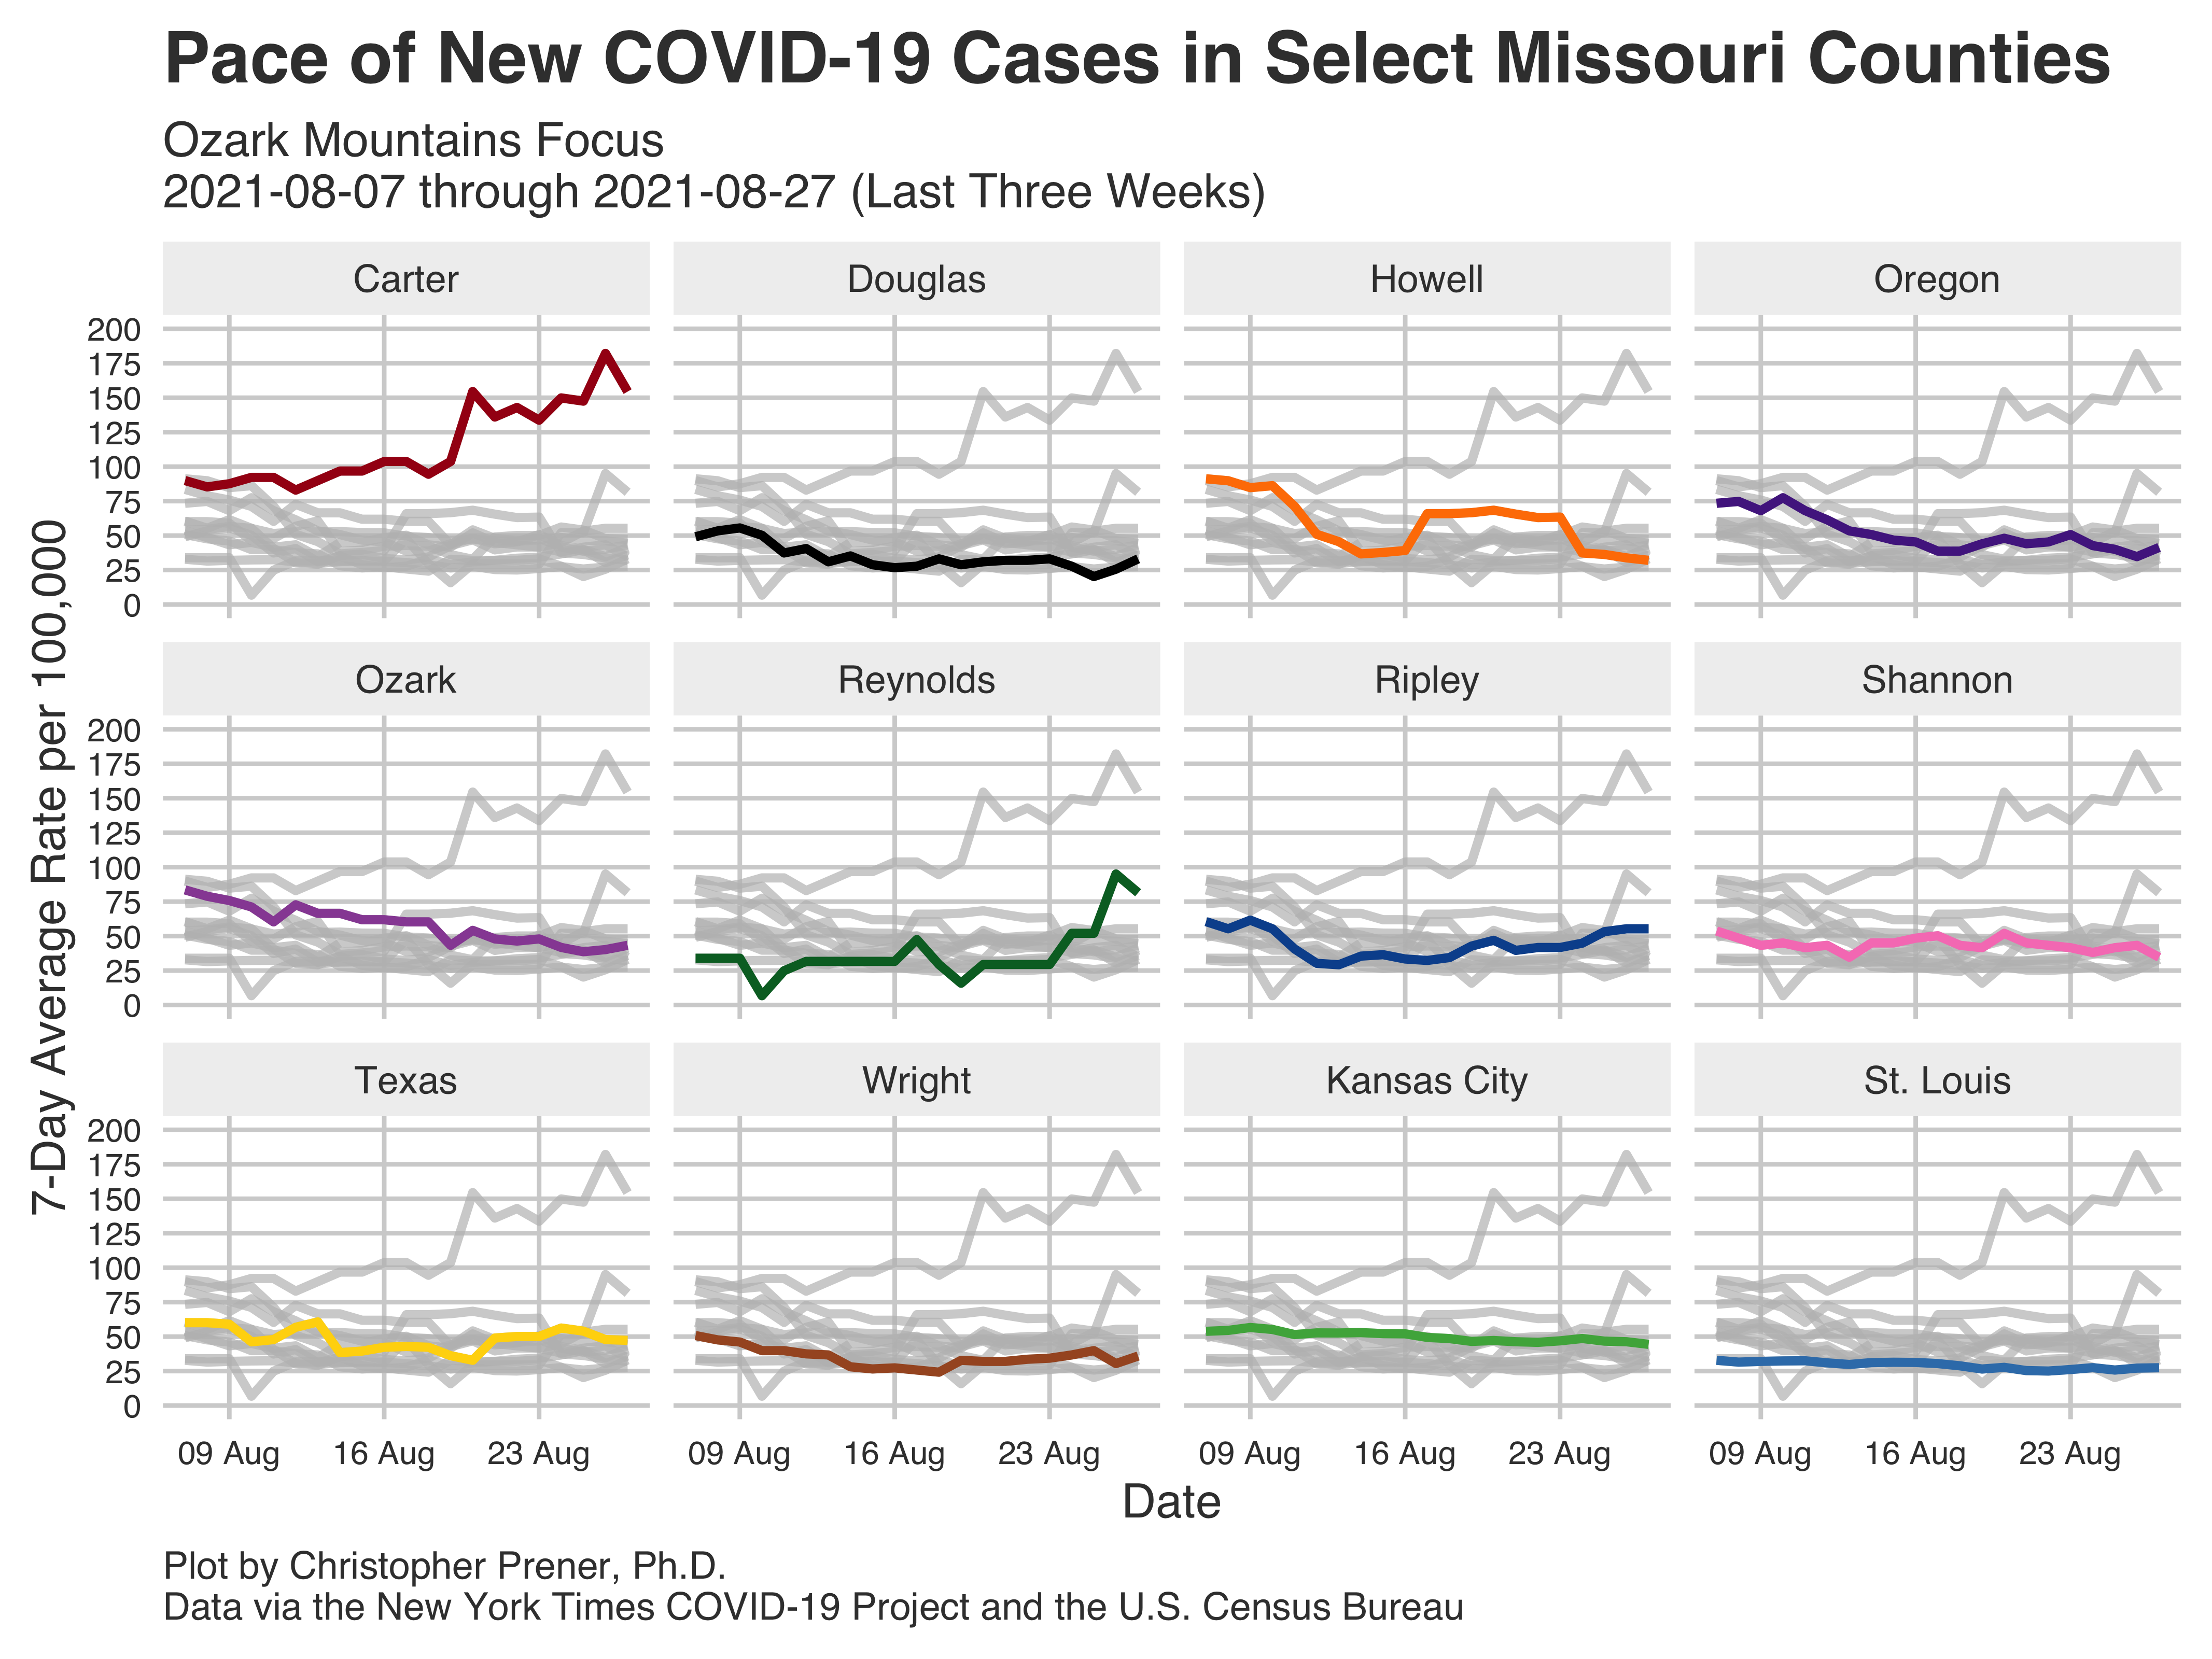 Pace of New COVID-19 Cases in Select Missouri Counties
Ozark Mountains Focus
2021-08-07 through 2021-08-27 (Last Three Weeks)
7-Day Average Rate per 100,000
Carter
Douglas
Howell
Oregon
200
175
150
125
100
75
50
25
0
Ozark
Reynolds
Ripley
Shannon
200
175
150
125
100
75
50
25
0
Texas
Wright
Kansas City
St. Louis
200
175
150
125
100
75
50
25
0
09 Aug
16 Aug
23 Aug
09 Aug
16 Aug
23 Aug
09 Aug
16 Aug
23 Aug
09 Aug
16 Aug
23 Aug
Date
Plot by Christopher Prener, Ph.D.
Data via the New York Times COVID-19 Project and the U.S. Census Bureau